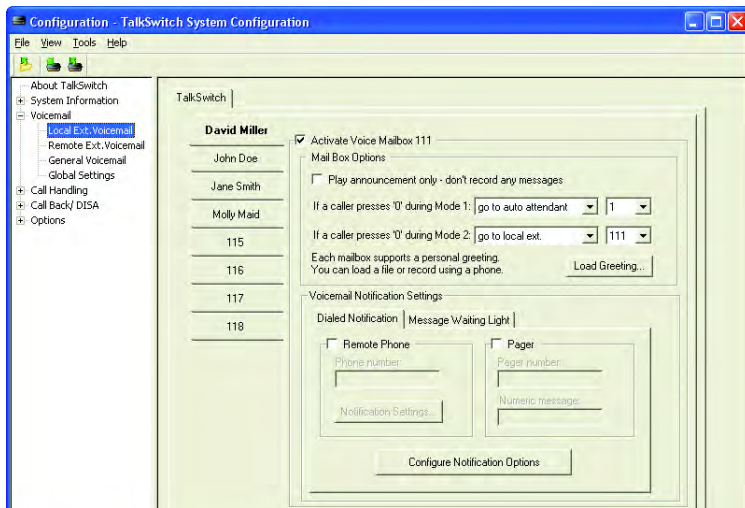 Configuration - TalkSwitch System Configuration
File View Tools Help
About TalkSwitch
System Information
Voicemail
Local Ext.Voicemail
Remote Ext.Voicemail
General Voicemail
Global Settings
Call Handling
Call Back/ DISA
Options
TalkSwitch
David Miller
John Doe
Jane Smith
Molly Maid
115
116
117
118
Activate Voice Mailbox 111
Mail Box Options
Play announcement only - don't record any messages
If a caller presses '0' during Mode 1: go to auto attendant 1
If a caller presses '0' during Mode 2: go to local ext. 111
Each mailbox supports a personal greeting.
You can load a file or record using a phone.
Load Greeting...
Voicemail Notification Settings
Dialed Notification Message Waiting Light
Remote Phone
Phone number:
Notification Settings...
Pager
Pager number:
Numeric message:
Configure Notification Options